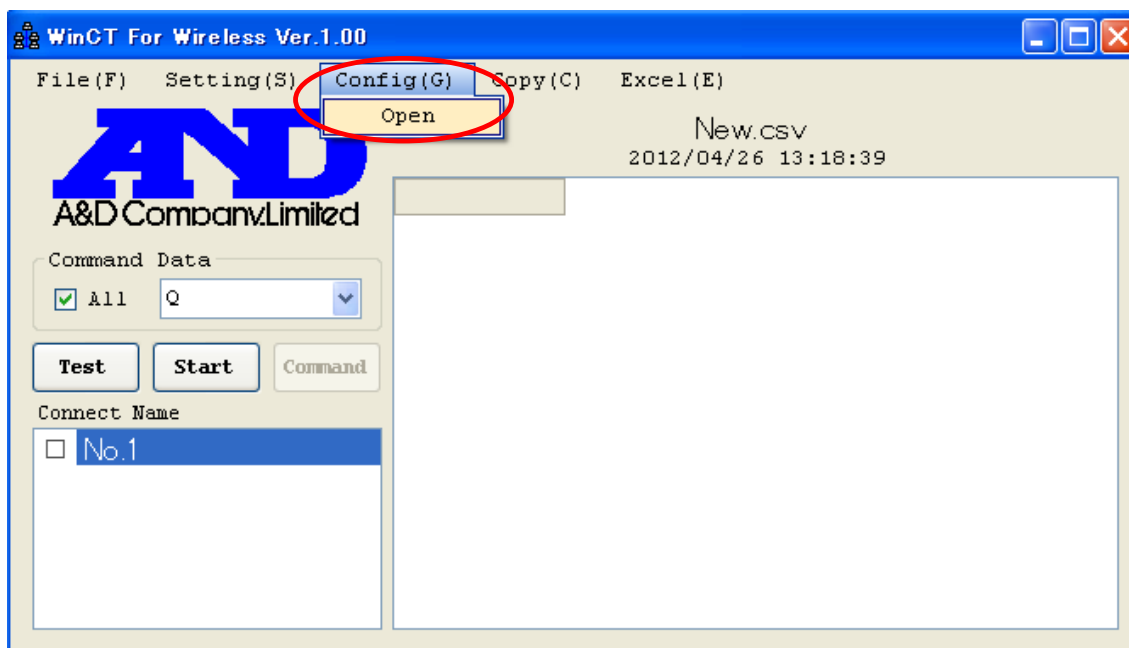 WinCT For Wireless Ver.1.00
File(F) Setting(S) Config(G) Copy(C) Excel(E)
Open
AND
A&D Company,Limited
New.csv
2012/04/26 13:18:39
Command Data
All Q
Test Start Command
Connect Name
No.1